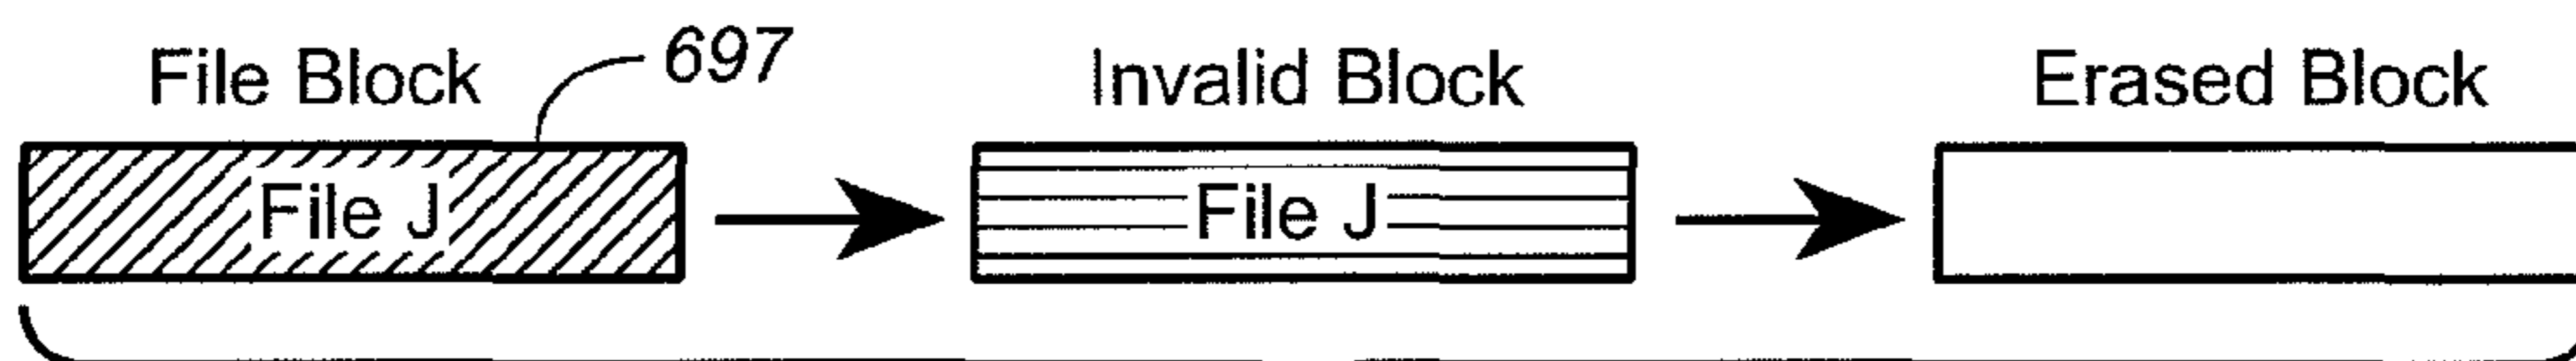 File Block 697 Invalid Block Erased Block
File J File J